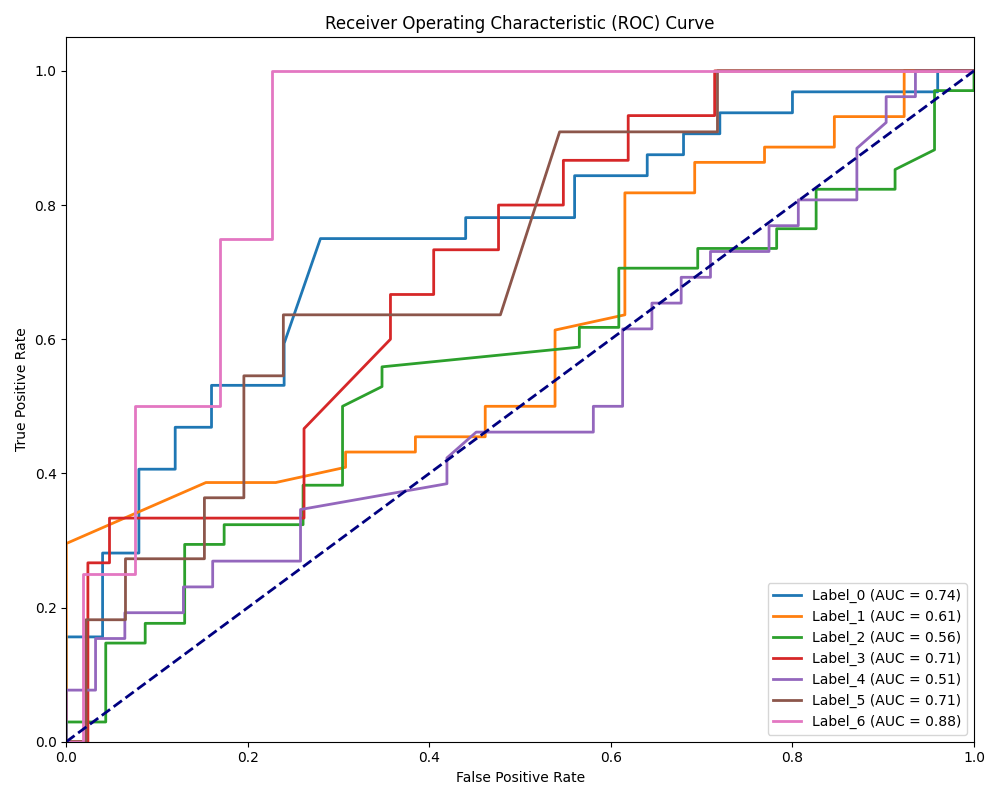 Receiver Operating Characteristic (ROC) Curve
True Positive Rate
1.0
0.8
0.6
0.4
0.2
0.0
0.0 0.2 0.4 0.6 0.8 1.0
False Positive Rate
Label_0 (AUC = 0.74)
Label_1 (AUC = 0.61)
Label_2 (AUC = 0.56)
Label_3 (AUC = 0.71)
Label_4 (AUC = 0.51)
Label_5 (AUC = 0.71)
Label_6 (AUC = 0.88)